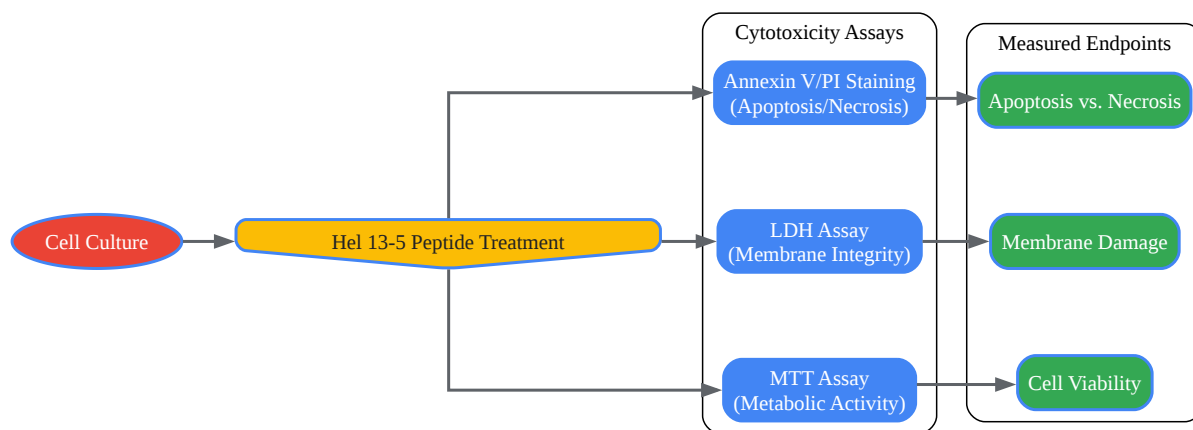 Cytotoxicity Assays
Measured Endpoints
Annexin V/PI Staining
(Apoptosis/Necrosis)
Apoptosis vs. Necrosis
Cell Culture
Hel 13-5 Peptide Treatment
LDH Assay
(Membrane Integrity)
Membrane Damage
MTT Assay
(Metabolic Activity)
Cell Viability